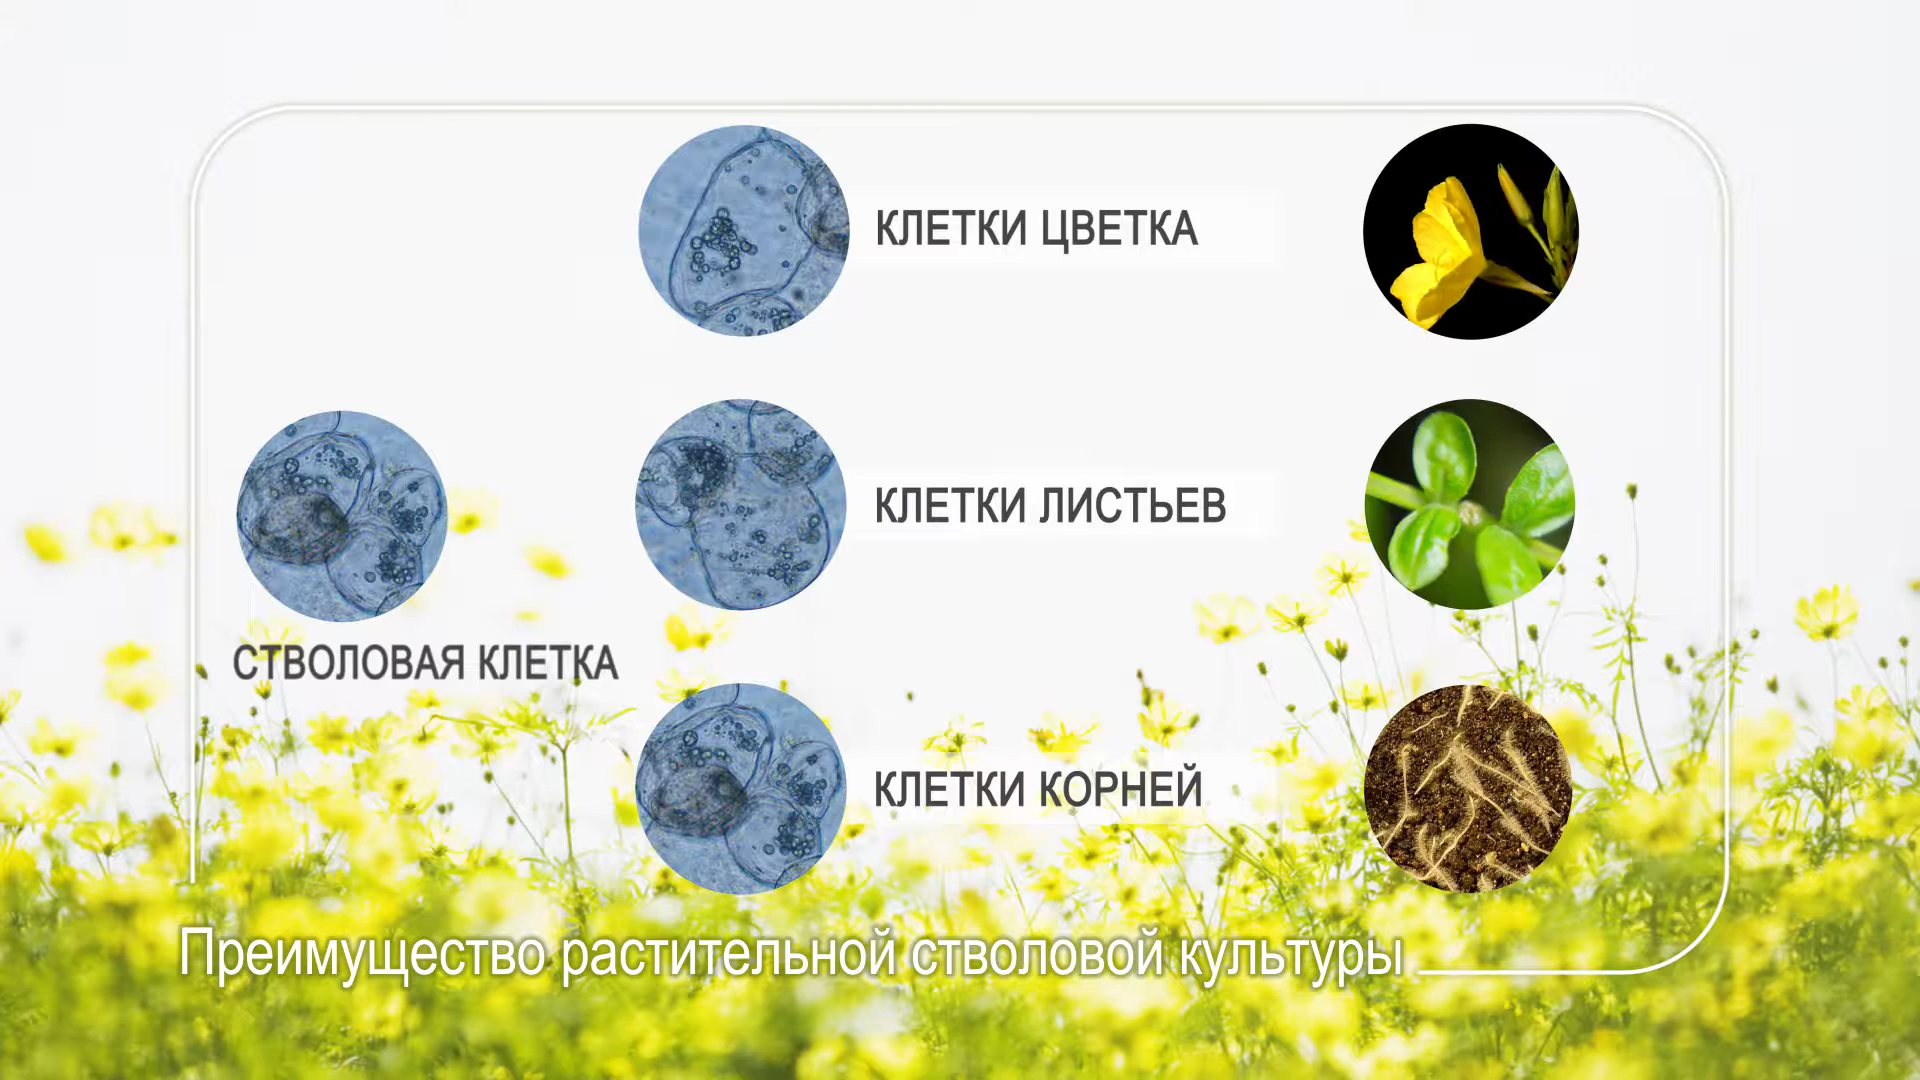 КЛЕТКИ ЦВЕТКА
КЛЕТКИ ЛИСТЬЕВ
СТВОЛОВАЯ КЛЕТКА
КЛЕТКИ КОРНЕЙ
Преимущество растительной стволовой культуры